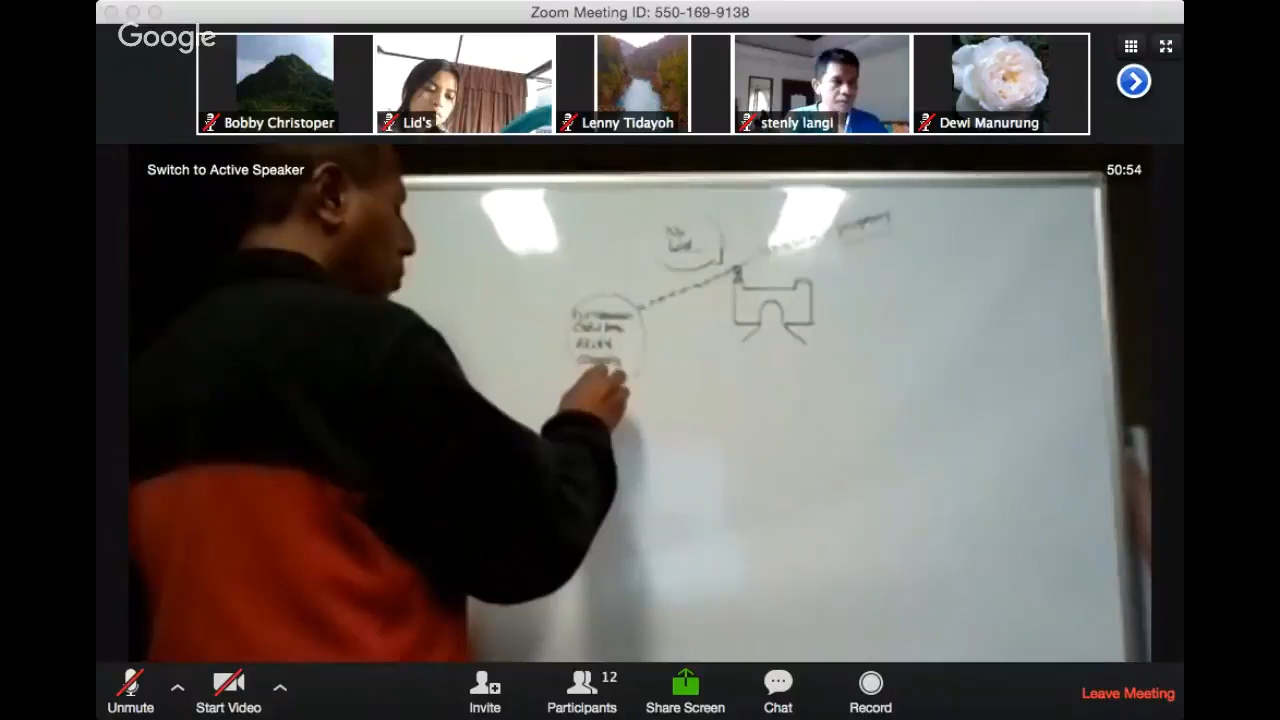 Zoom Meeting ID: 550-169-9138
Google
Bobby Christoper
Lid's
Lenny Tidayoh
stenly langi
Dewi Manurung
Switch to Active Speaker
50:54
Unmute
Start Video
Invite
Participants
12
Share Screen
Chat
Record
Leave Meeting